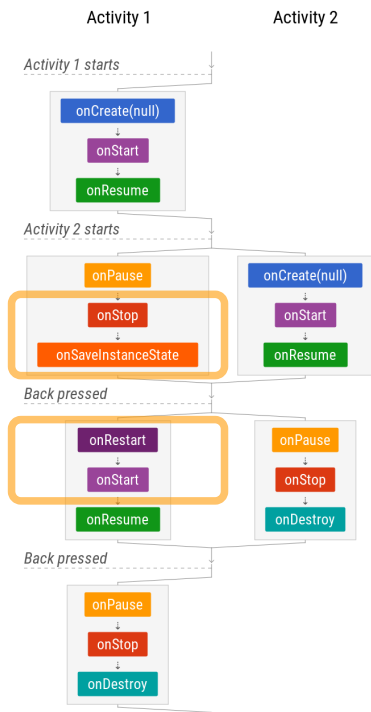 Activity 1 Activity 2
Activity 1 starts
onCreate(null)
onStart
onResume
Activity 2 starts
onPause onCreate(null)
onStop onStart
onSaveInstanceState onResume
Back pressed
onRestart onPause
onStart onStop
onResume onDestroy
Back pressed
onPause
onStop
onDestroy